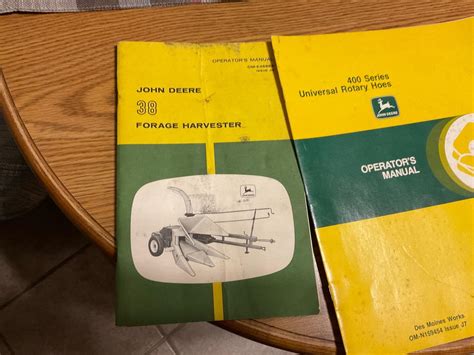 OPERATOR'S MANUAL
JOHN DEERE
38
FORAGE HARVESTER
400 Series
Universal Rotary Hoes
JOHN DEERE
OPERATOR'S
MANUAL
Des Moines Works
OM-N159454 Issue J7